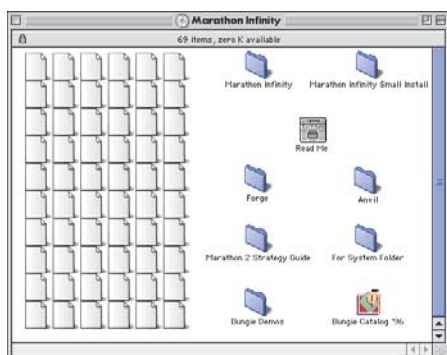 Marathon Infinity
69 items, zero K available
Marathon Infinity
Marathon Infinity Small Install
Read Me
Forge
Anvil
Marathon 2 Strategy Guide
For System Folder
Bungie Demos
Bungie Catalog '96